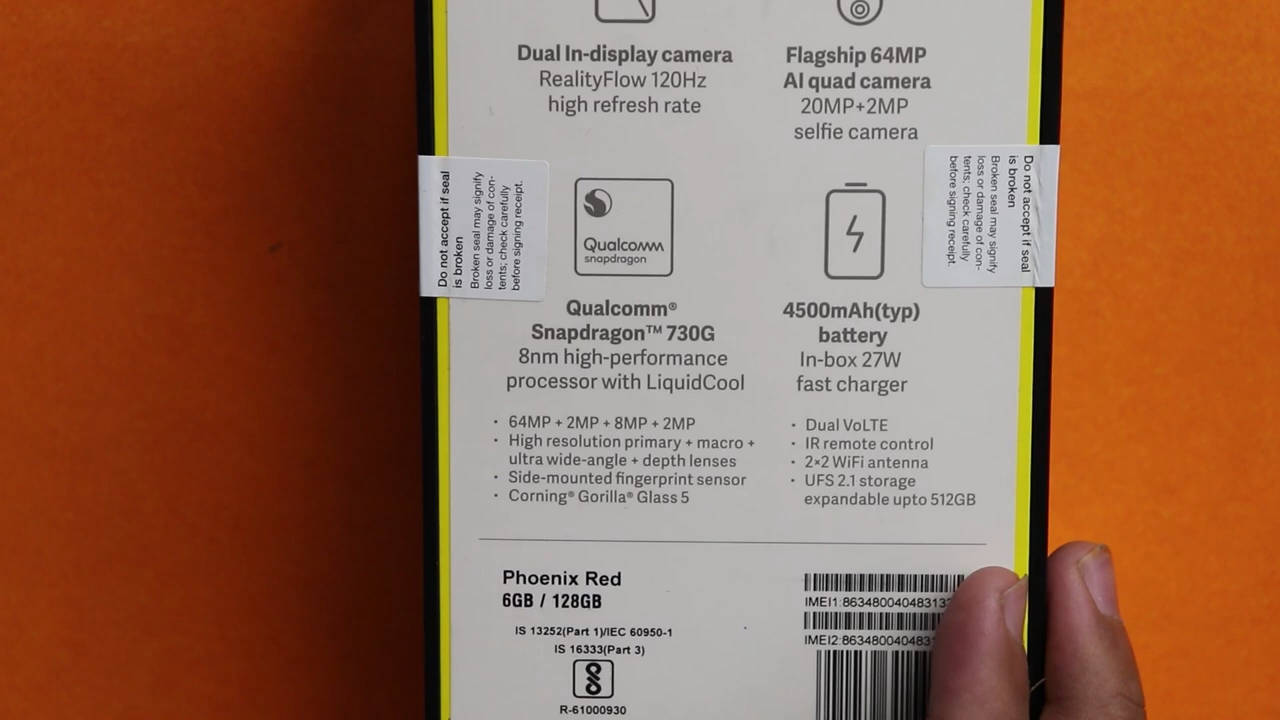 Dual In-display camera
RealityFlow 120Hz
high refresh rate
Flagship 64MP
AI quad camera
20MP+2MP
selfie camera
Do not accept if seal
is broken
Broken seal may signify
loss or damage of con-
tents; check carefully
before signing receipt.
Qualcomm
snapdragon
Do not accept if seal
is broken
Broken seal may signify
loss or damage of con-
tents; check carefully
before signing receipt.
Qualcomm®
Snapdragon™ 730G
8nm high-performance
processor with LiquidCool
4500mAh(typ)
battery
In-box 27W
fast charger
· 64MP + 2MP + 8MP + 2MP
· High resolution primary + macro +
ultra wide-angle + depth lenses
· Side-mounted fingerprint sensor
· Corning® Gorilla® Glass 5
· Dual VoLTE
· IR remote control
· 2×2 WiFi antenna
· UFS 2.1 storage
expandable upto 512GB
Phoenix Red
6GB / 128GB
IS 13252(Part 1)/IEC 60950-1
IS 16333(Part 3)
R-61000930
IMEI1:86348004048313
IMEI2:86348004048